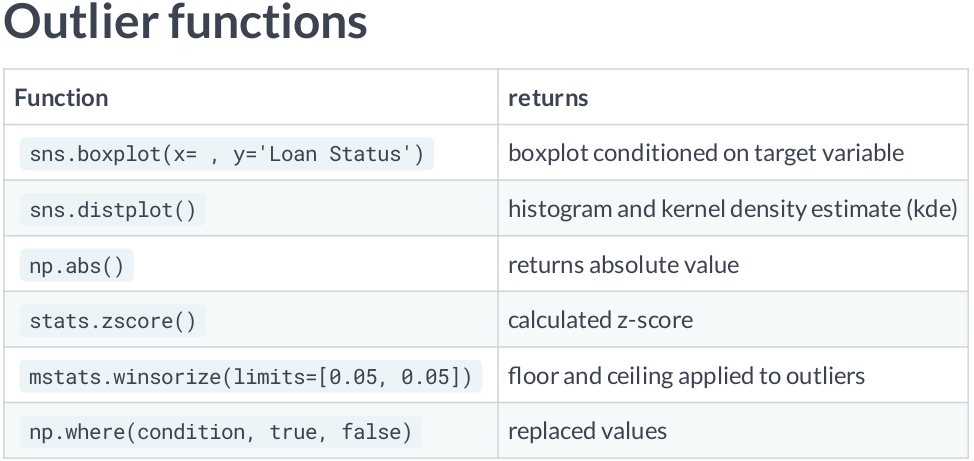 Outlier functions
Function returns
sns.boxplot(x= , y='Loan Status') boxplot conditioned on target variable
sns.distplot() histogram and kernel density estimate (kde)
np.abs() returns absolute value
stats.zscore() calculated z-score
mstats.winsorize(limits=[0.05, 0.05]) floor and ceiling applied to outliers
np.where(condition, true, false) replaced values